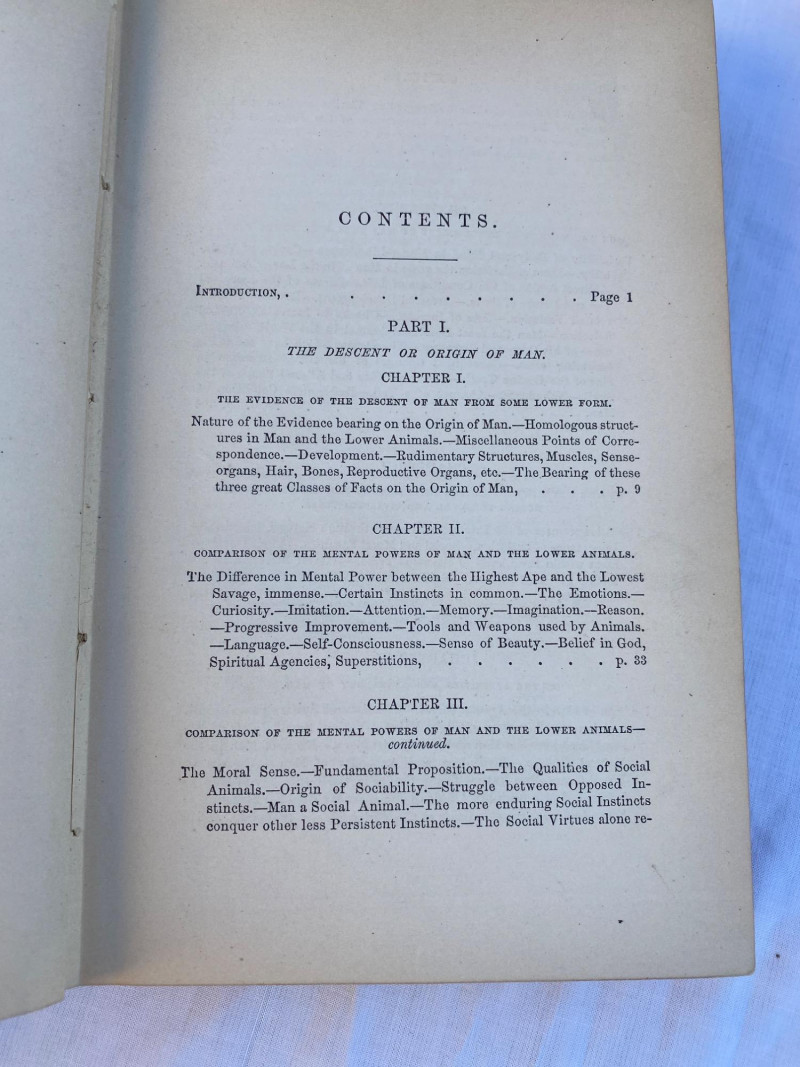 CONTENTS.
INTRODUCTION, . . . . . . . . . Page 1
PART I.
THE DESCENT OR ORIGIN OF MAN.
CHAPTER I.
THE EVIDENCE OF THE DESCENT OF MAN FROM SOME LOWER FORM.
Nature of the Evidence bearing on the Origin of Man.—Homologous struct-
ures in Man and the Lower Animals.—Miscellaneous Points of Corre-
spondence.—Development.—Rudimentary Structures, Muscles, Sense-
organs, Hair, Bones, Reproductive Organs, etc.—The Bearing of these
three great Classes of Facts on the Origin of Man, . . . p. 9
CHAPTER II.
COMPARISON OF THE MENTAL POWERS OF MAN AND THE LOWER ANIMALS.
The Difference in Mental Power between the Highest Ape and the Lowest
Savage, immense.—Certain Instincts in common.—The Emotions.—
Curiosity.—Imitation.—Attention.—Memory.—Imagination.—Reason.
—Progressive Improvement.—Tools and Weapons used by Animals.
—Language.—Self-Consciousness.—Sense of Beauty.—Belief in God,
Spiritual Agencies, Superstitions, . . . . . . p. 33
CHAPTER III.
COMPARISON OF THE MENTAL POWERS OF MAN AND THE LOWER ANIMALS—
continued.
The Moral Sense.—Fundamental Proposition.—The Qualities of Social
Animals.—Origin of Sociability.—Struggle between Opposed In-
stincts.—Man a Social Animal.—The more enduring Social Instincts
conquer other less Persistent Instincts.—The Social Virtues alone re-